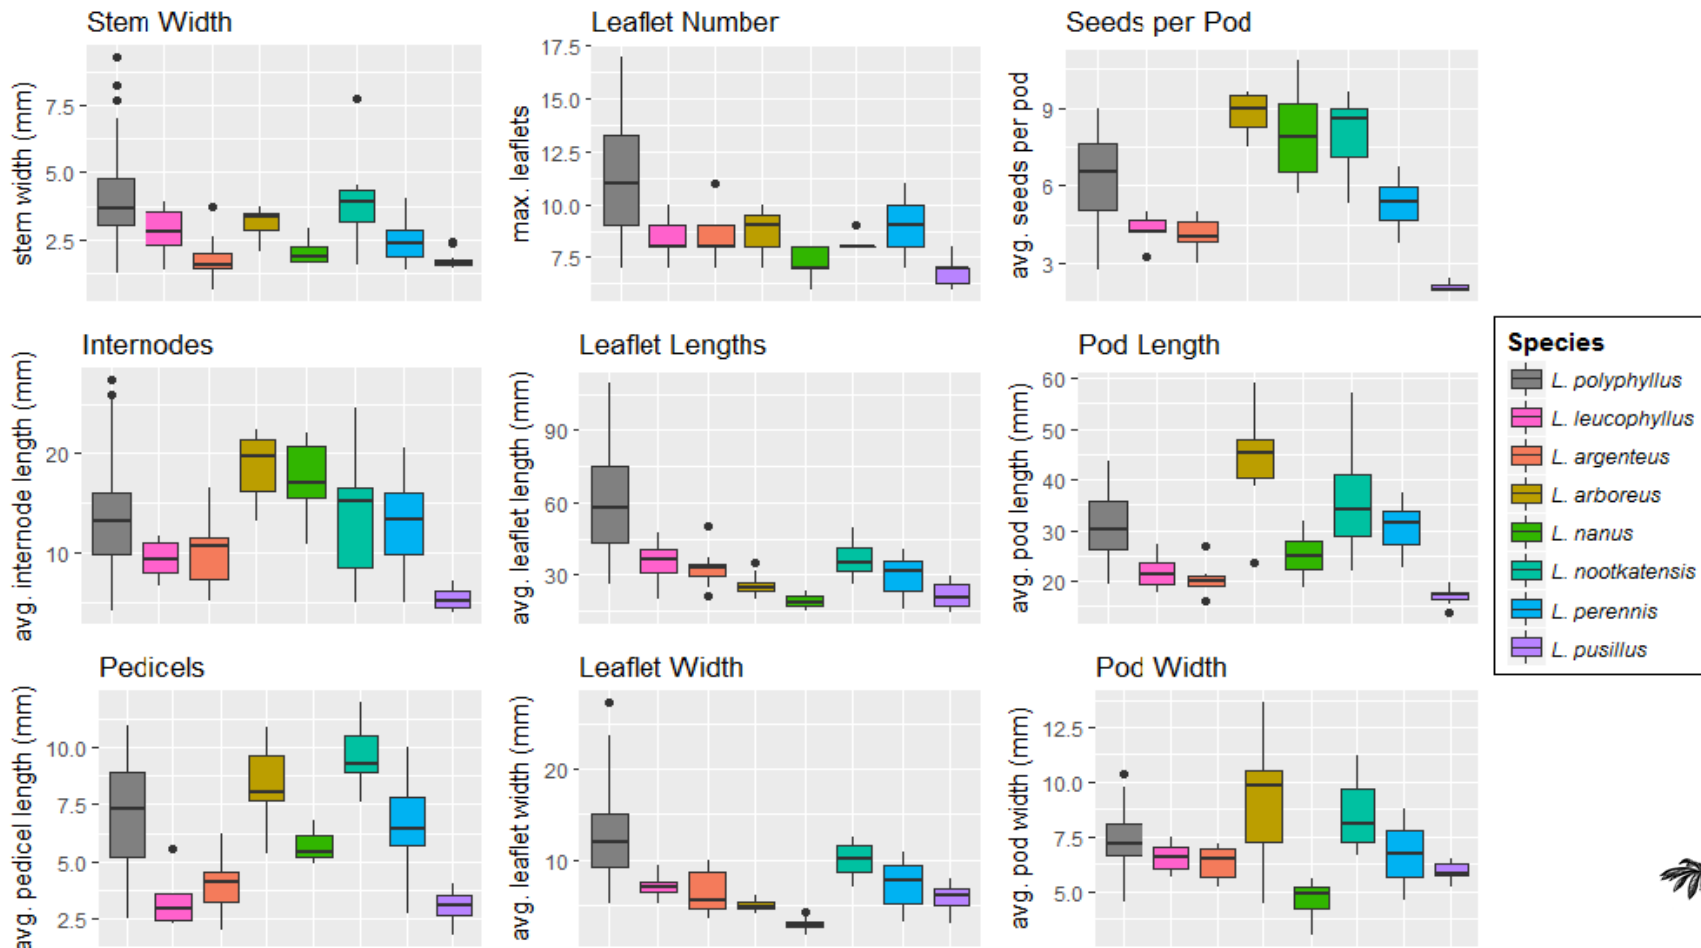 Stem Width
stem width (mm)
7.5
5.0
2.5
Leaflet Number
max. leaflets
17.5
15.0
12.5
10.0
7.5
Seeds per Pod
avg. seeds per pod
9
6
3
Internodes
avg. internode length (mm)
20
10
Leaflet Lengths
avg. leaflet length (mm)
90
60
30
Pod Length
avg. pod length (mm)
60
50
40
30
20
Pedicels
avg. pedicel length (mm)
10.0
7.5
5.0
2.5
Leaflet Width
avg. leaflet width (mm)
20
10
Pod Width
avg. pod width (mm)
12.5
10.0
7.5
5.0
Species
L. polyphyllus
L. leucophyllus
L. argenteus
L. arboreus
L. nanus
L. nootkatensis
L. perennis
L. pusillus